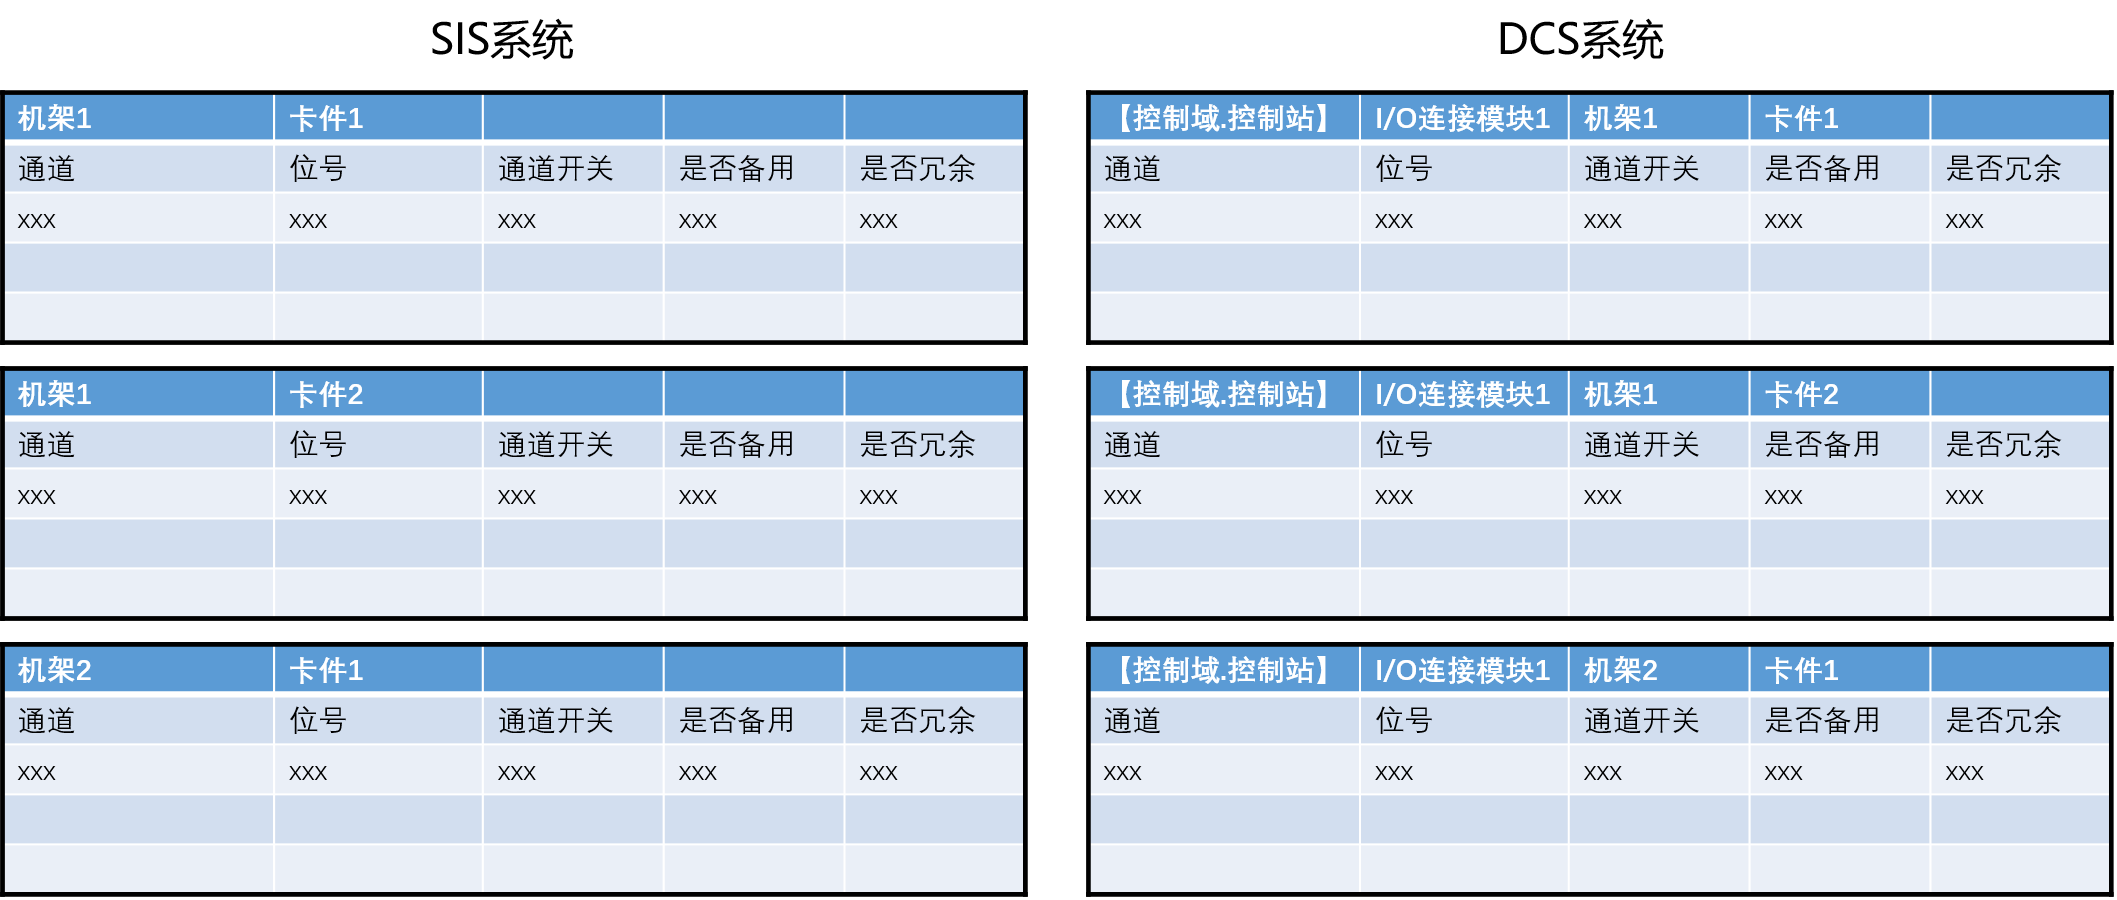 SIS系统
机架1 卡件1
通道 位号 通道开关 是否备用 是否冗余
XXX XXX XXX XXX XXX
机架1 卡件2
通道 位号 通道开关 是否备用 是否冗余
XXX XXX XXX XXX XXX
机架2 卡件1
通道 位号 通道开关 是否备用 是否冗余
XXX XXX XXX XXX XXX
DCS系统
【控制域.控制站】 I/O连接模块1 机架1 卡件1
通道 位号 通道开关 是否备用 是否冗余
XXX XXX XXX XXX XXX
【控制域.控制站】 I/O连接模块1 机架1 卡件2
通道 位号 通道开关 是否备用 是否冗余
XXX XXX XXX XXX XXX
【控制域.控制站】 I/O连接模块1 机架2 卡件1
通道 位号 通道开关 是否备用 是否冗余
XXX XXX XXX XXX XXX